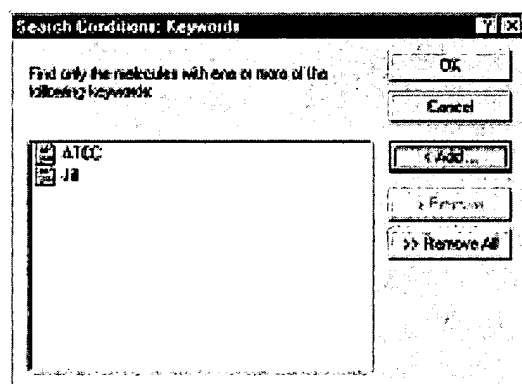 Search Conditions: Keywords
Find only the molecules with one or more of the
following keywords:
ATCC
OK
Cancel
< Add...
> Remove
>> Remove All